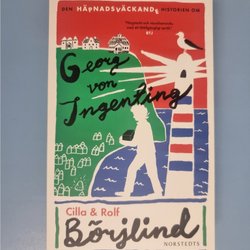 DEN HÄPNADSVÄCKANDE HISTORIEN OM
Georg
von
Ingenting
Cilla & Rolf
Börjlind
NORSTEDTS